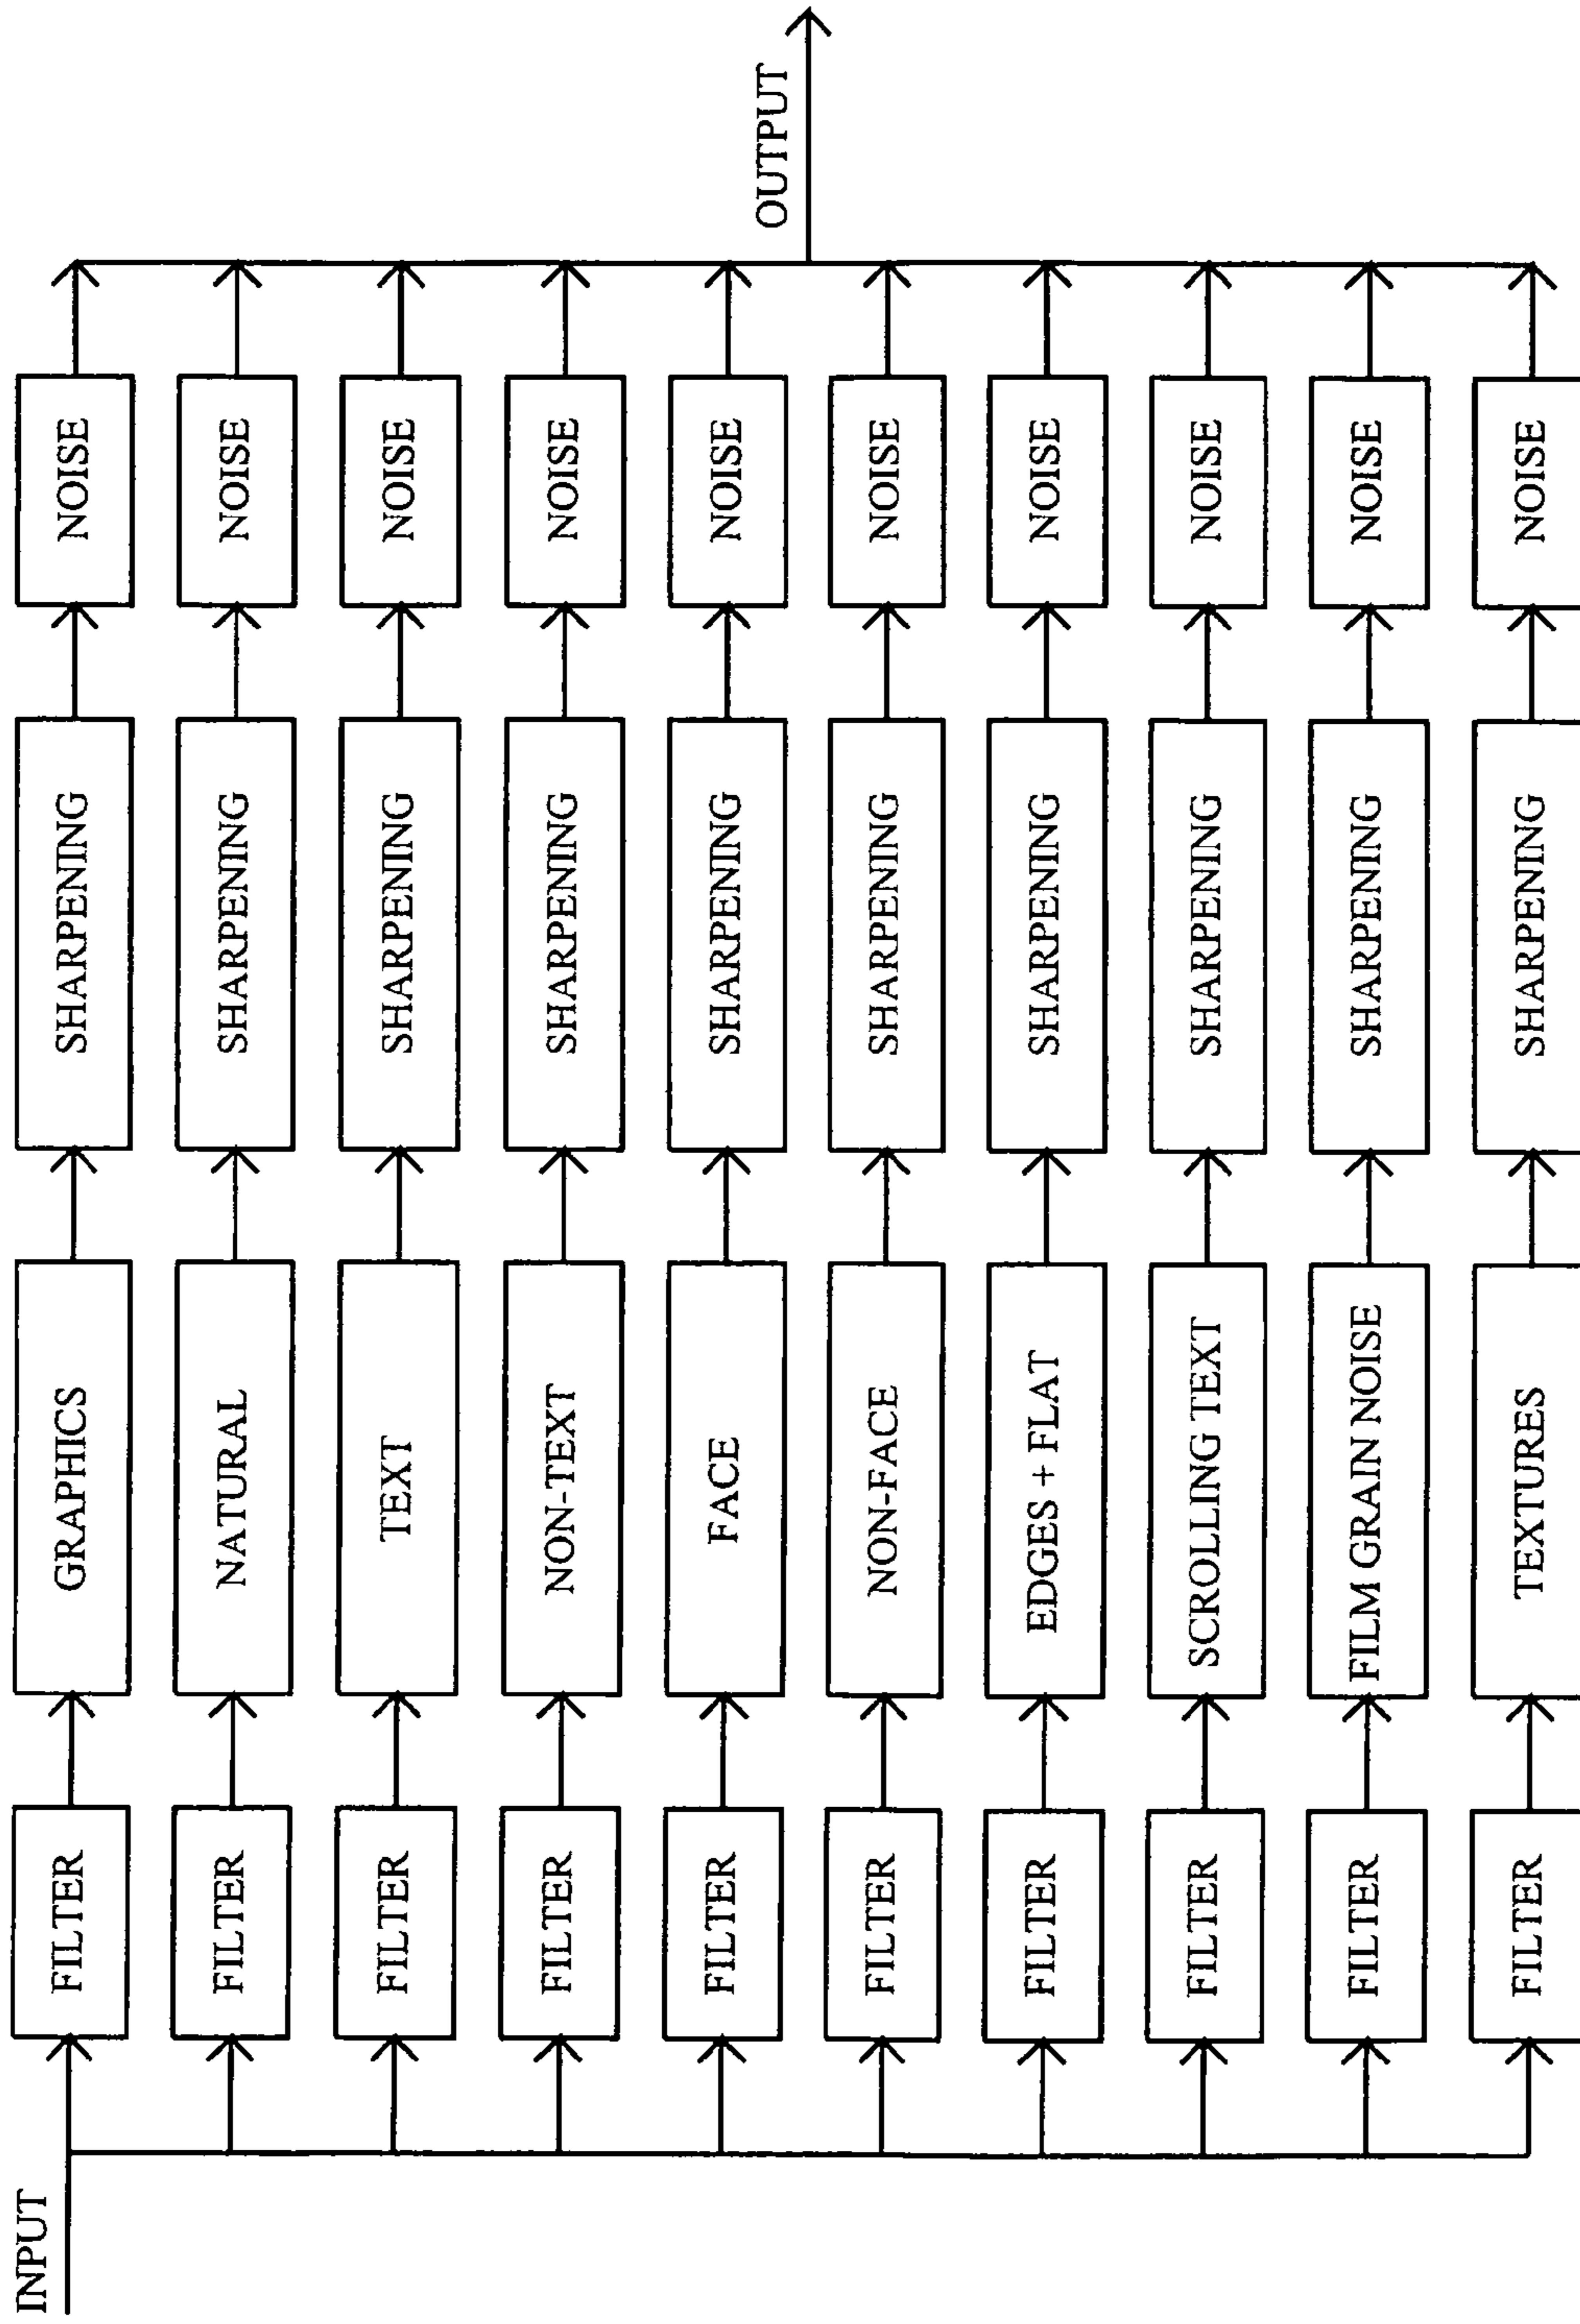 INPUT
FILTER
GRAPHICS
SHARPENING
NOISE
FILTER
NATURAL
SHARPENING
NOISE
FILTER
TEXT
SHARPENING
NOISE
FILTER
NON-TEXT
SHARPENING
NOISE
FILTER
FACE
SHARPENING
NOISE
OUTPUT
FILTER
NON-FACE
SHARPENING
NOISE
FILTER
EDGES + FLAT
SHARPENING
NOISE
FILTER
SCROLLING TEXT
SHARPENING
NOISE
FILTER
FILM GRAIN NOISE
SHARPENING
NOISE
FILTER
TEXTURES
SHARPENING
NOISE